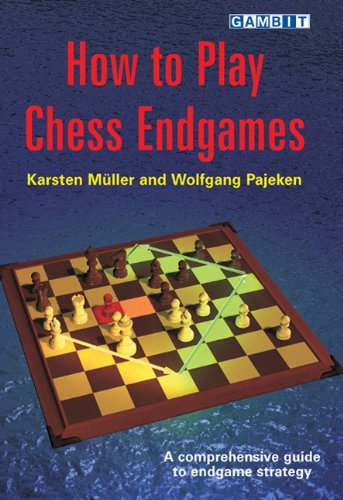 GAMBIT
How to Play
Chess Endgames
Karsten Müller and Wolfgang Pajeken
A comprehensive guide
to endgame strategy